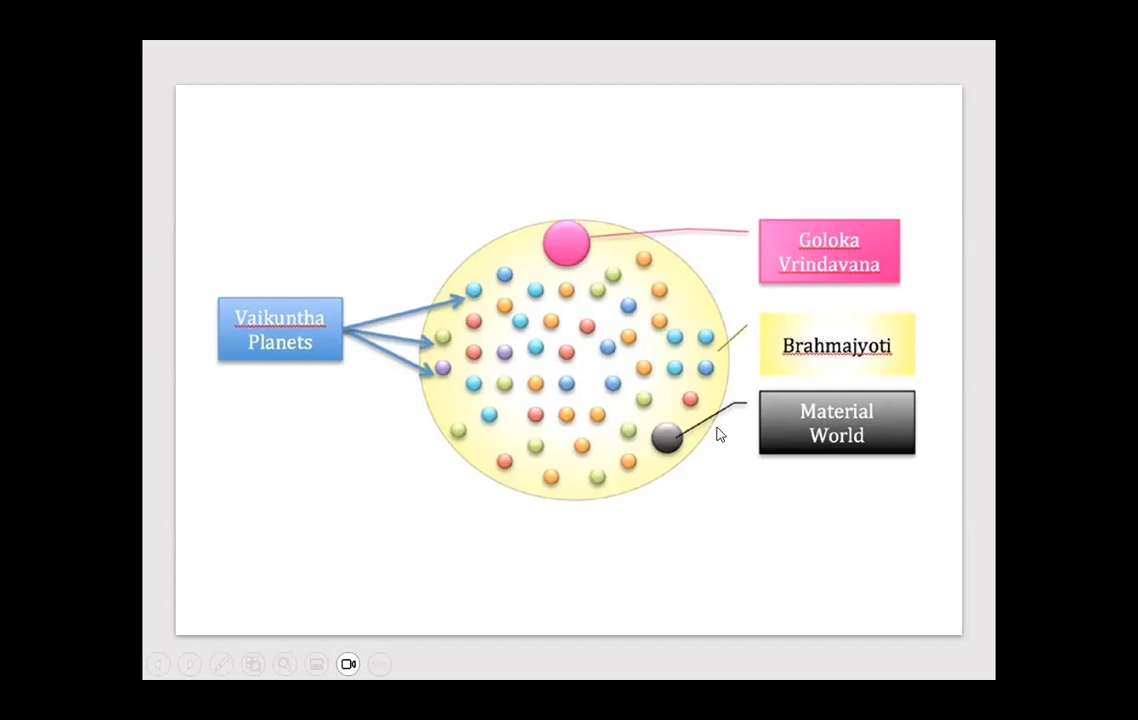 Goloka
Vrindavana
Vaikuntha
Planets
Brahmajyoti
Material
World